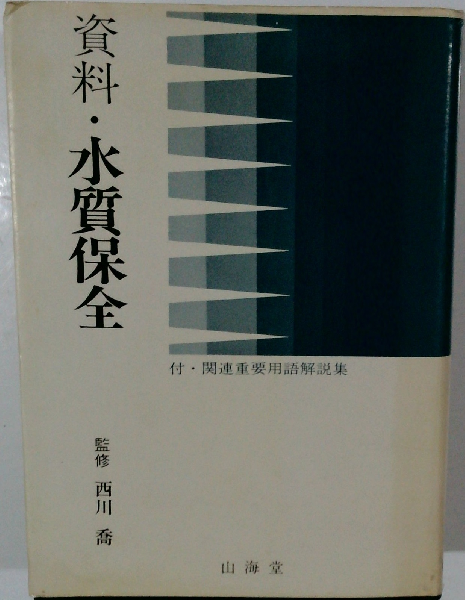 資料・水質保全
付・関連重要用語解説集
監修 西川 喬
山海堂